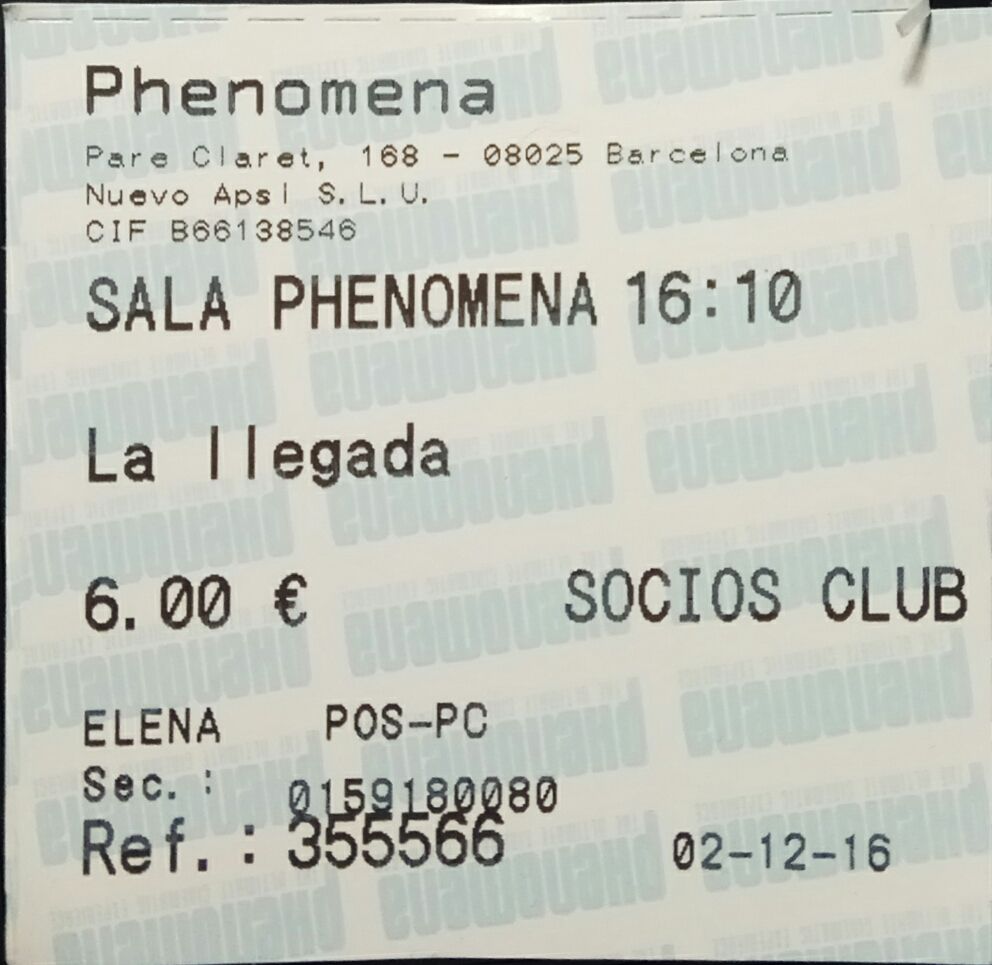 Phenomena
Pare Claret, 168 - 08025 Barcelona
Nuevo Apsl S.L.U.
CIF B66138546
SALA PHENOMENA 16:10
La llegada
6.00 € SOCIOS CLUB
ELENA POS-PC
Sec. : 0159180080
Ref. : 355566 02-12-16